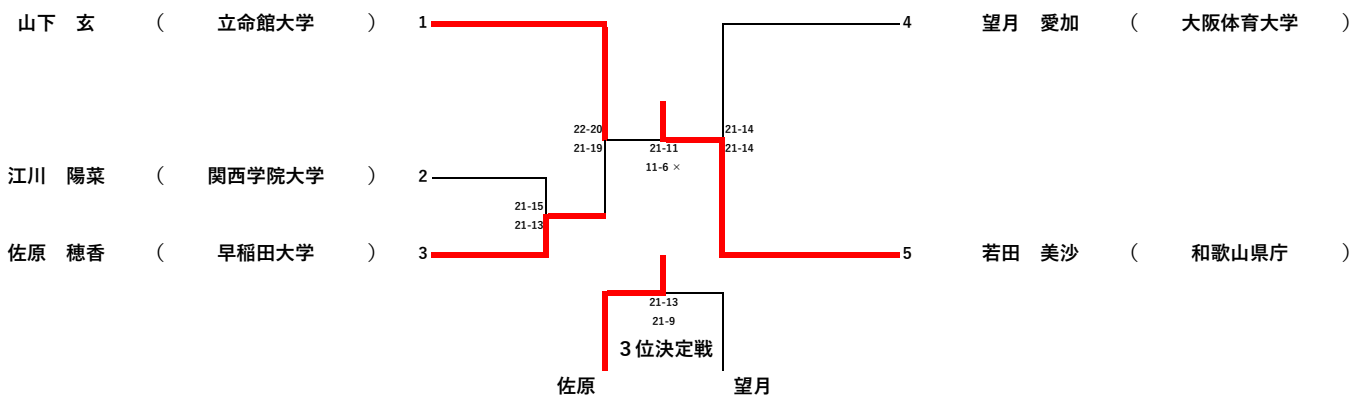 山下　玄　（　立命館大学　）　1
4　望月　愛加　（　大阪体育大学　）
22-20
21-19
21-11
11-6 ×
21-14
21-14
江川　陽菜　（　関西学院大学　）　2
21-15
21-13
佐原　穂香　（　早稲田大学　）　3
5　若田　美沙　（　和歌山県庁　）
21-13
21-9
３位決定戦
佐原　望月